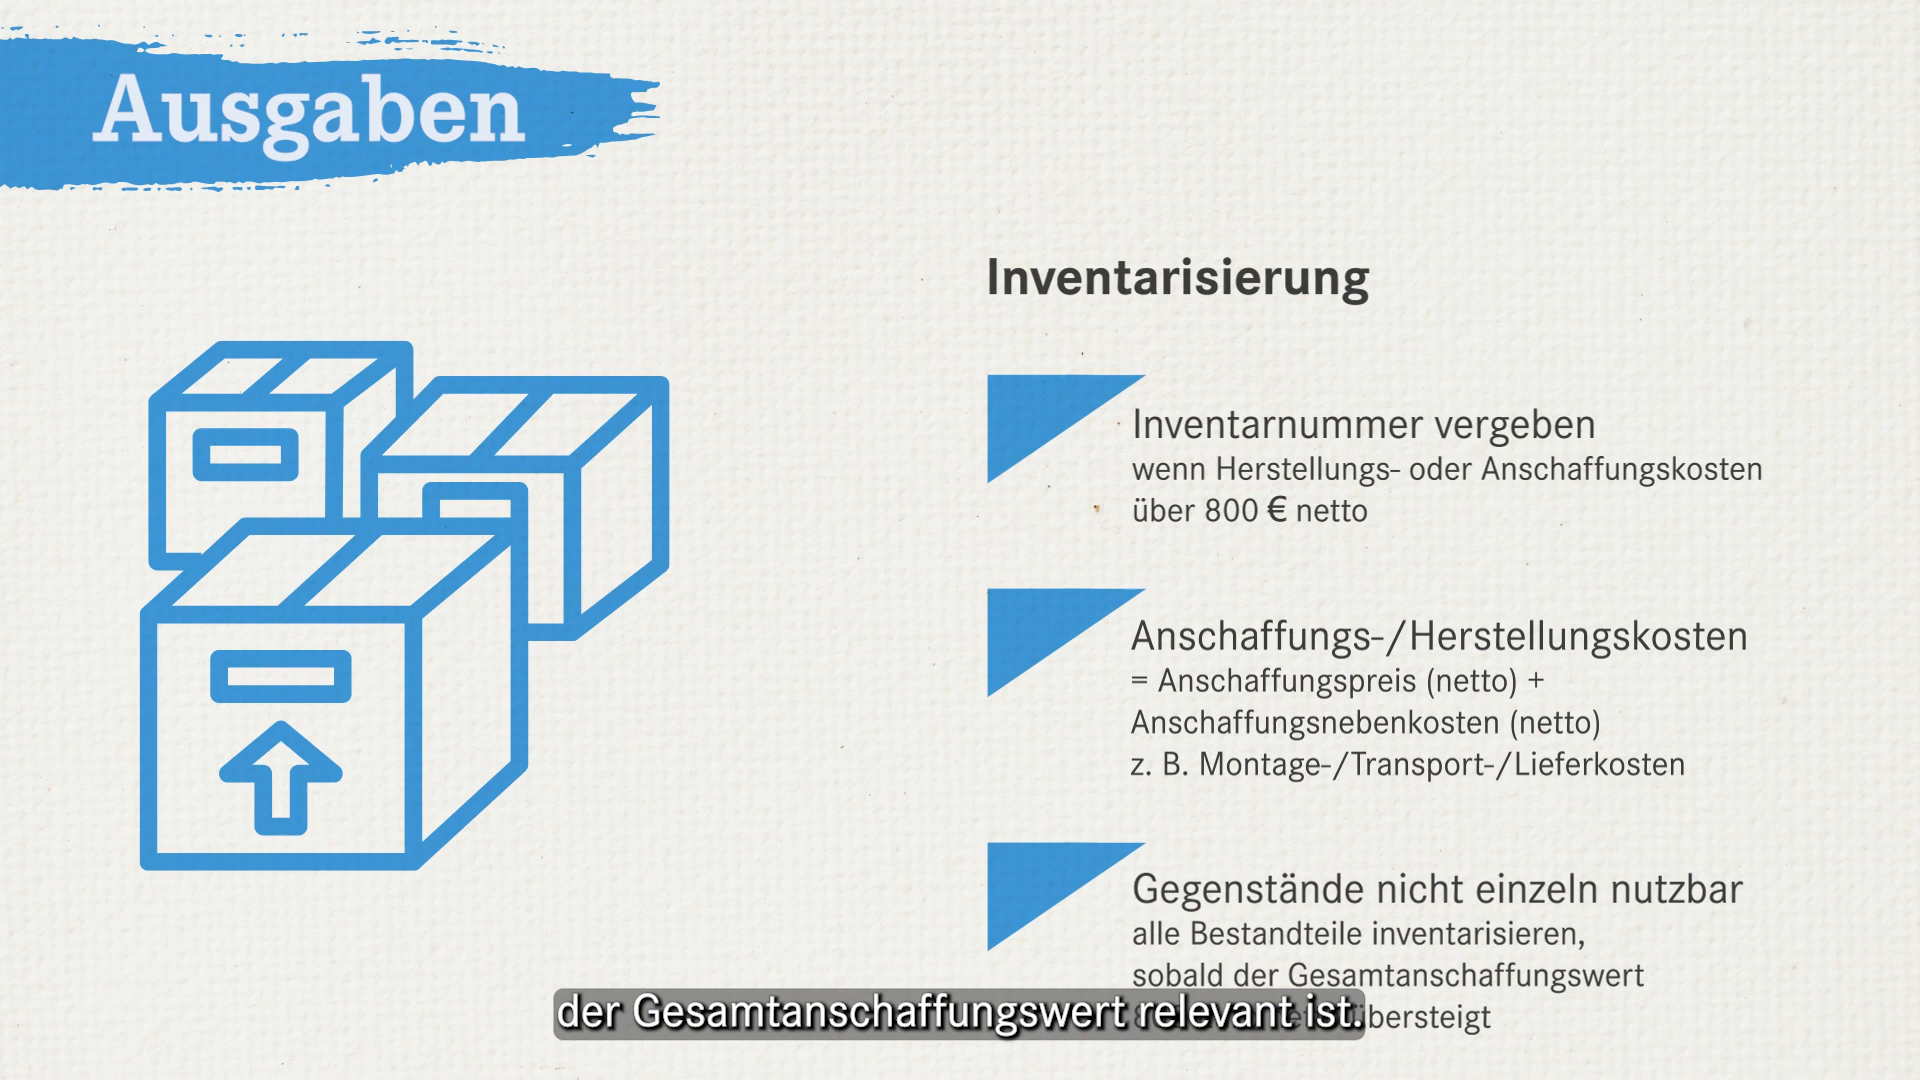 Ausgaben
Inventarisierung
Inventarnummer vergeben
wenn Herstellungs- oder Anschaffungskosten
über 800 € netto
Anschaffungs-/Herstellungskosten
= Anschaffungspreis (netto) +
Anschaffungsnebenkosten (netto)
z. B. Montage-/Transport-/Lieferkosten
Gegenstände nicht einzeln nutzbar
alle Bestandteile inventarisieren,
sobald der Gesamtanschaffungswert
übersteigt
der Gesamtanschaffungswert relevant ist.